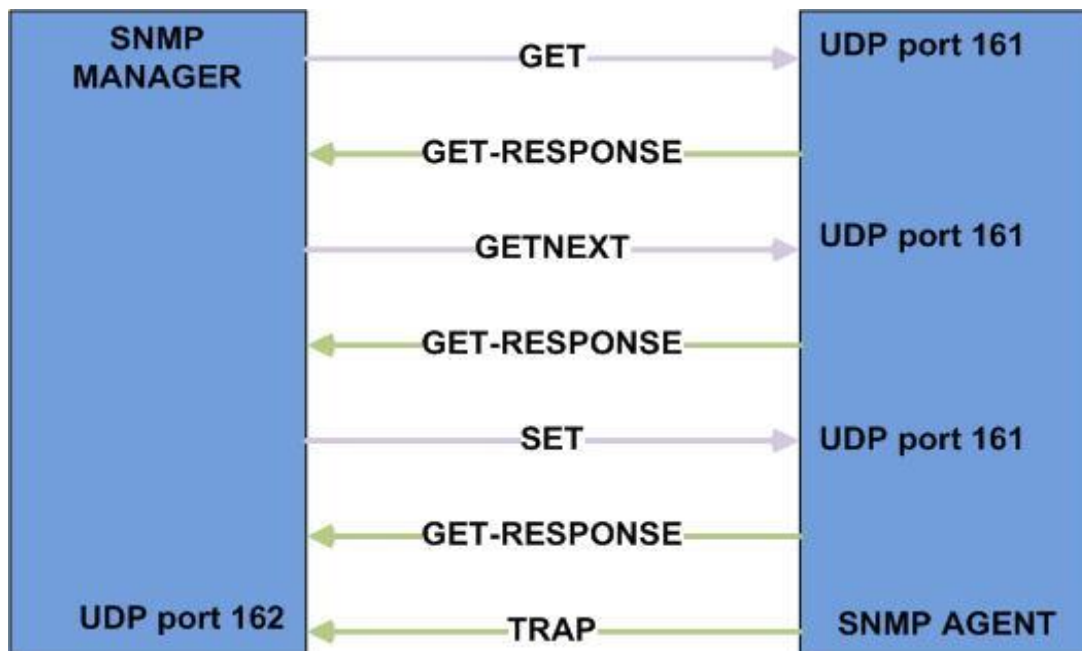 SNMP
MANAGER
GET
UDP port 161
GET-RESPONSE
GETNEXT
UDP port 161
GET-RESPONSE
SET
UDP port 161
GET-RESPONSE
UDP port 162
TRAP
SNMP AGENT